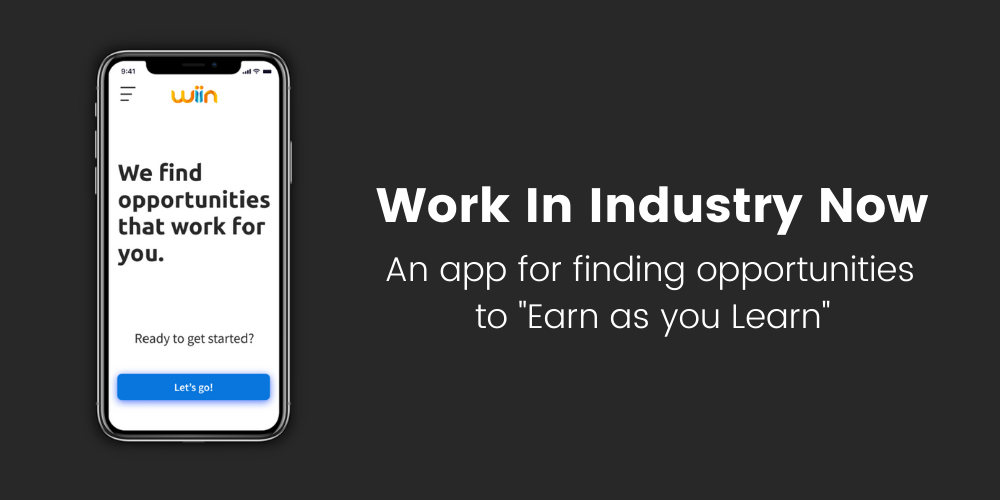 9:41
wiin
We find
opportunities
that work for
you.
Ready to get started?
Let's go!
Work In Industry Now
An app for finding opportunities
to "Earn as you Learn"